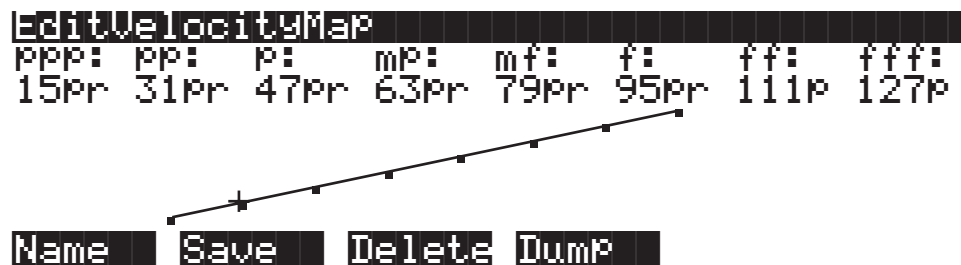 EditVelocityMap
ppp: pp: p: mp: mf: f: ff: fff:
15pr 31pr 47pr 63pr 79pr 95pr 111p 127p
Name Save Delete Dump